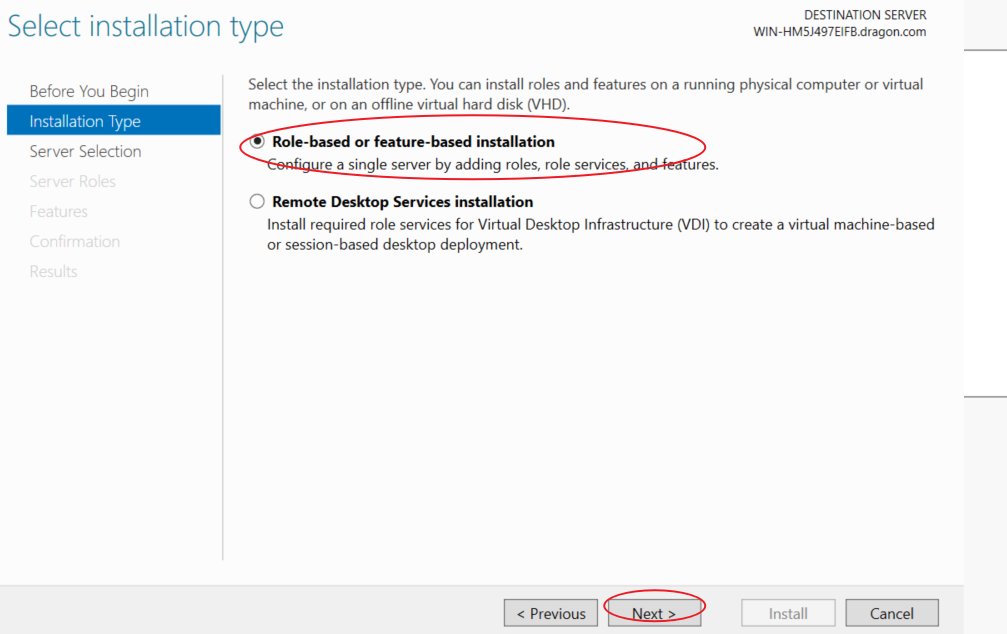 Select installation type
DESTINATION SERVER
WIN-HM5J497EIFB.dragon.com
Before You Begin
Installation Type
Server Selection
Server Roles
Features
Confirmation
Results
Select the installation type. You can install roles and features on a running physical computer or virtual
machine, or on an offline virtual hard disk (VHD).
Role-based or feature-based installation
Configure a single server by adding roles, role services, and features.
Remote Desktop Services installation
Install required role services for Virtual Desktop Infrastructure (VDI) to create a virtual machine-based
or session-based desktop deployment.
< Previous
Next >
Install
Cancel